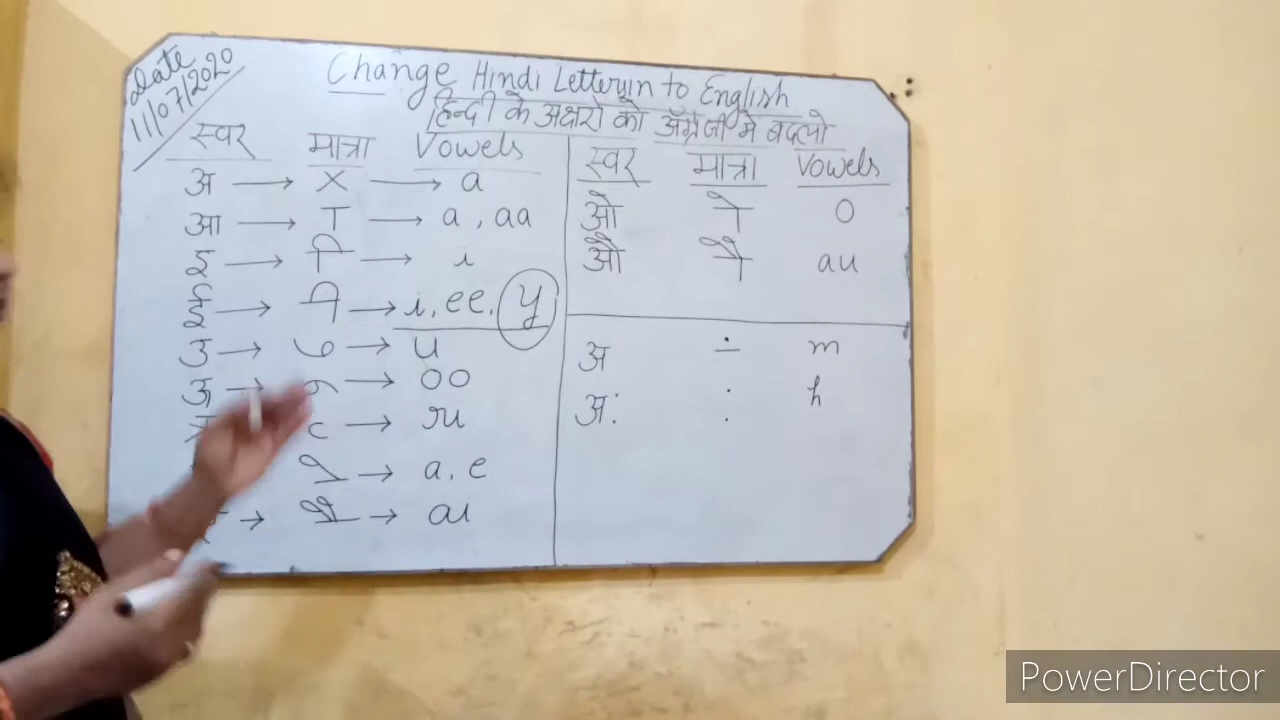 Date
11/07/2020
Change Hindi Letter in to English
हिन्दी के अक्षरो को अँग्रेजी मे बदलो
स्वर मात्रा Vowels
अ → × → a
आ → ा → a, aa
इ → ि → i
ई → ी → i, ee, y
उ → ु → u
ऊ → ू → oo
ृ → ru
→ े → a, e
→ ै → ai
स्वर मात्रा Vowels
ओ ो o
औ ौ au
अ ÷ m
अः : h
PowerDirector